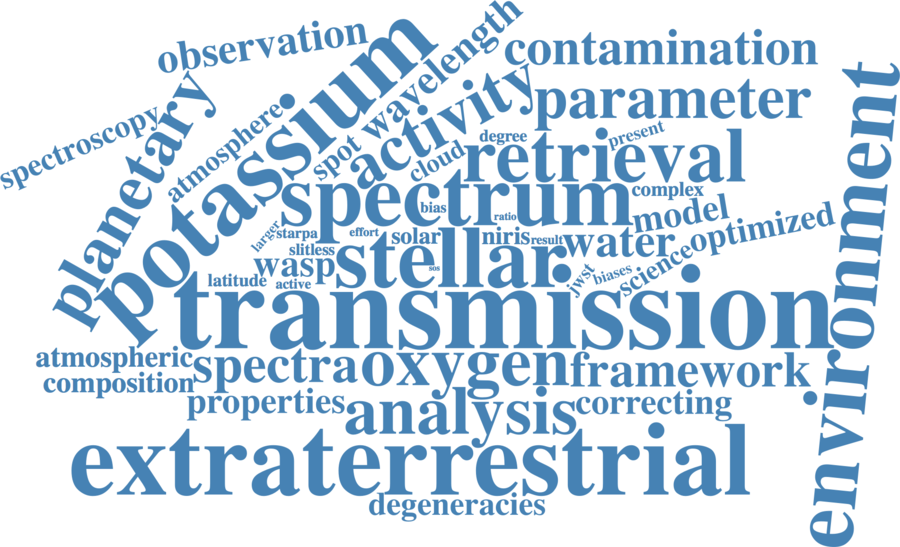 observation
wavelength
contamination
potassium
planetary
spectroscopy
atmosphere
spot
activity
parameter
environment
cloud
degree
retrieval
present
spectrum
bias
ratio
complex
model
optimized
larger
starpa
effort
solar
niris
result
water
science
slitless
wasp
stellar
sos
jwst
biases
latitude
active
transmission
atmospheric
composition
spectra
oxygen
framework
properties
analysis
correcting
extraterrestrial
degeneracies